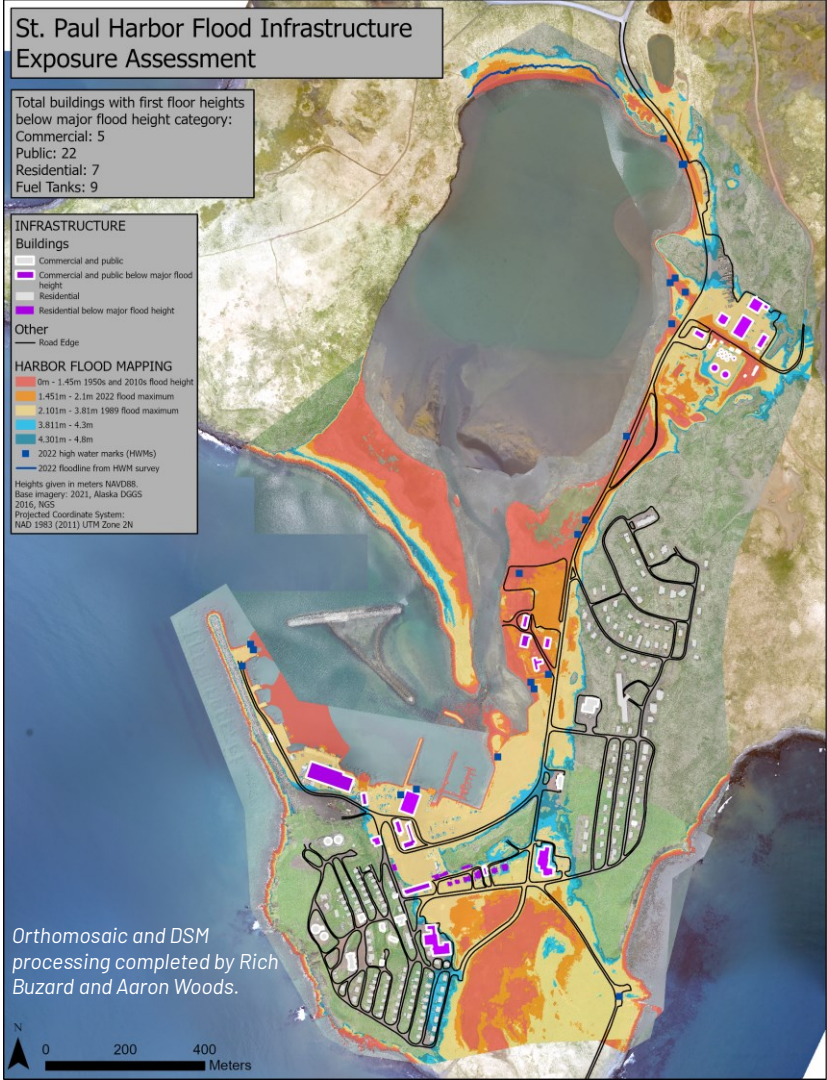 St. Paul Harbor Flood Infrastructure
Exposure Assessment
Total buildings with first floor heights
below major flood height category:
Commercial: 5
Public: 22
Residential: 7
Fuel Tanks: 9
INFRASTRUCTURE
Buildings
Commercial and public
Commercial and public below major flood
height
Residential
Residential below major flood height
Other
Road Edge
HARBOR FLOOD MAPPING
0m - 1.45m 1950s and 2010s flood height
1.451m - 2.1m 2022 flood maximum
2.101m - 3.81m 1989 flood maximum
3.811m - 4.3m
4.301m - 4.8m
2022 high water marks (HWMs)
2022 floodline from HWM survey
Heights given in meters NAVD88.
Base imagery: 2021, Alaska DGGS
2016, NGS
Projected Coordinate System:
NAD 1983 (2011) UTM Zone 2N
Orthomosaic and DSM
processing completed by Rich
Buzard and Aaron Woods.
N
0 200 400
Meters